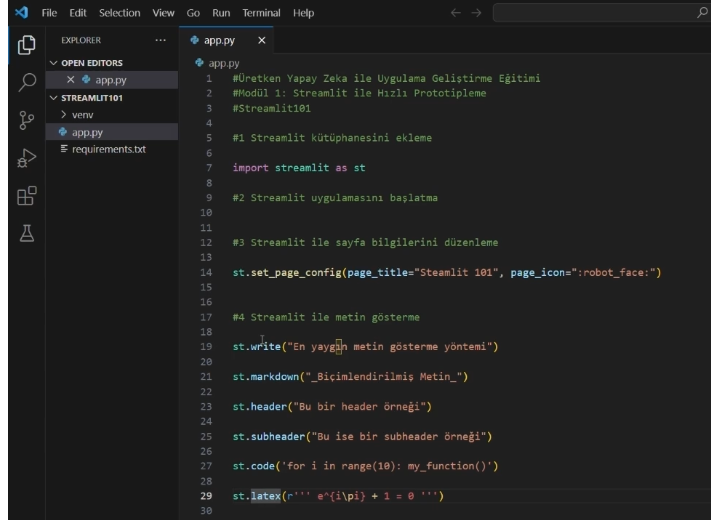 File Edit Selection View Go Run Terminal Help
EXPLORER ...
OPEN EDITORS
app.py
STREAMLIT101
venv
app.py
requirements.txt
app.py
app.py
1 #Üretken Yapay Zeka ile Uygulama Geliştirme Eğitimi
2 #Modül 1: Streamlit ile Hızlı Prototipleme
3 #Streamlit101
4
5 #1 Streamlit kütüphanesini ekleme
6
7 import streamlit as st
8
9 #2 Streamlit uygulamasını başlatma
10
11
12 #3 Streamlit ile sayfa bilgilerini düzenleme
13
14 st.set_page_config(page_title="Steamlit 101", page_icon=":robot_face:")
15
16
17 #4 Streamlit ile metin gösterme
18
19 st.write("En yaygın metin gösterme yöntemi")
20
21 st.markdown("_Biçimlendirilmiş Metin_")
22
23 st.header("Bu bir header örneği")
24
25 st.subheader("Bu ise bir subheader örneği")
26
27 st.code('for i in range(10): my_function()')
28
29 st.latex(r''' e^{i\pi} + 1 = 0 ''')
30